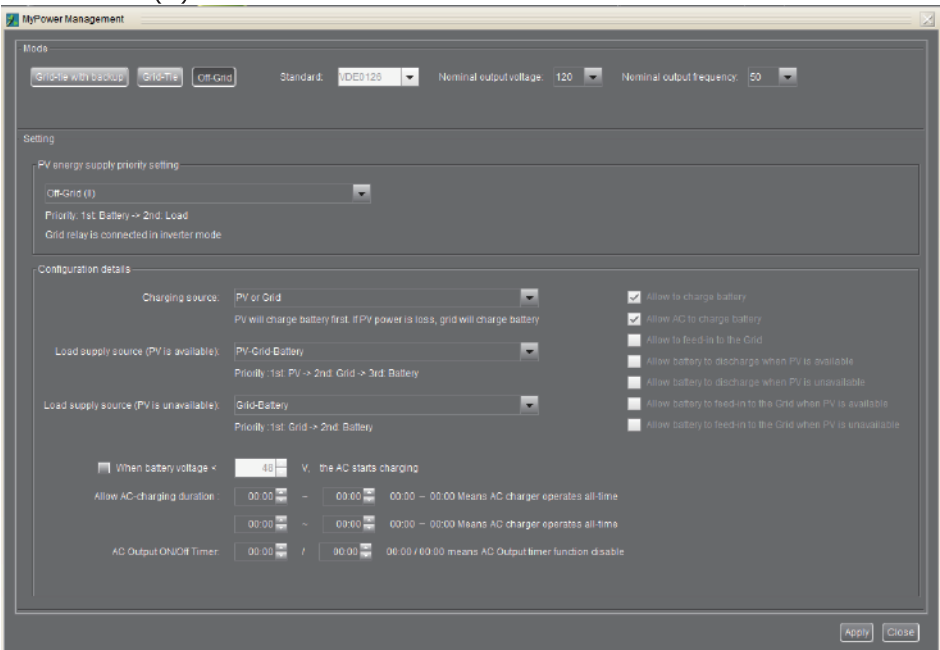 MyPower Management
Mode
Grid-tie with backup Grid-Tie Off-Grid Standard: VDE0126 Nominal output voltage: 120 Nominal output frequency: 50
Setting
PV energy supply priority setting
Off-Grid (I)
Priority: 1st: Battery -> 2nd: Load
Grid relay is connected in inverter mode
Configuration details
Charging source: PV or Grid
PV will charge battery first. If PV power is loss, grid will charge battery
Load supply source (PV is available): PV-Grid-Battery
Priority :1st: PV -> 2nd: Grid -> 3rd: Battery
Load supply source (PV is unavailable): Grid-Battery
Priority :1st: Grid -> 2nd: Battery
Allow to charge battery
Allow AC to charge battery
Allow to feed-in to the Grid
Allow battery to discharge when PV is available
Allow battery to discharge when PV is unavailable
Allow battery to feed-in to the Grid when PV is available
Allow battery to feed-in to the Grid when PV is unavailable
When battery voltage < 48 V, the AC starts charging
Allow AC-charging duration : 00:00 ~ 00:00 00:00 ~ 00:00 Means AC charger operates all-time
00:00 ~ 00:00 00:00 ~ 00:00 Means AC charger operates all-time
AC Output ON/Off Timer: 00:00 / 00:00 00:00 / 00:00 means AC Output timer function disable
Apply Close